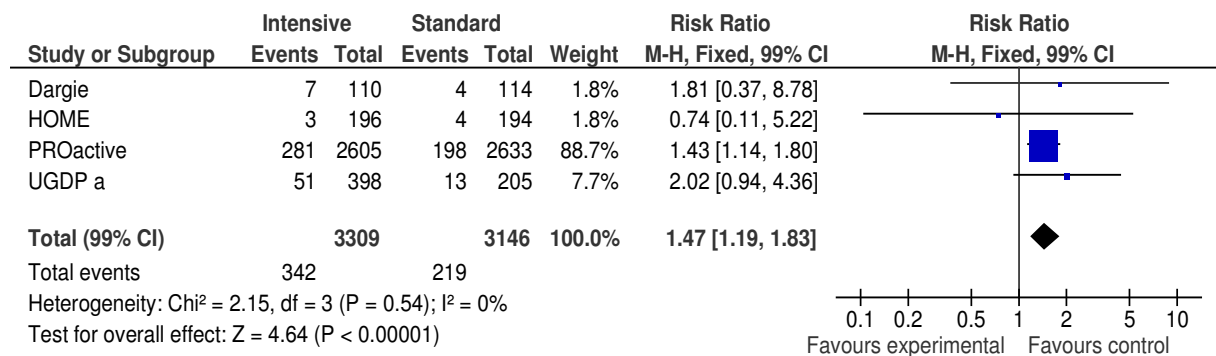 Intensive Standard Risk Ratio Risk Ratio
Study or Subgroup Events Total Events Total Weight M-H, Fixed, 99% CI M-H, Fixed, 99% CI
Dargie 7 110 4 114 1.8% 1.81 [0.37, 8.78]
HOME 3 196 4 194 1.8% 0.74 [0.11, 5.22]
PROactive 281 2605 198 2633 88.7% 1.43 [1.14, 1.80]
UGDP a 51 398 13 205 7.7% 2.02 [0.94, 4.36]
Total (99% CI) 3309 3146 100.0% 1.47 [1.19, 1.83]
Total events 342 219
Heterogeneity: Chi² = 2.15, df = 3 (P = 0.54); I² = 0%
Test for overall effect: Z = 4.64 (P < 0.00001)
0.1 0.2 0.5 1 2 5 10
Favours experimental Favours control